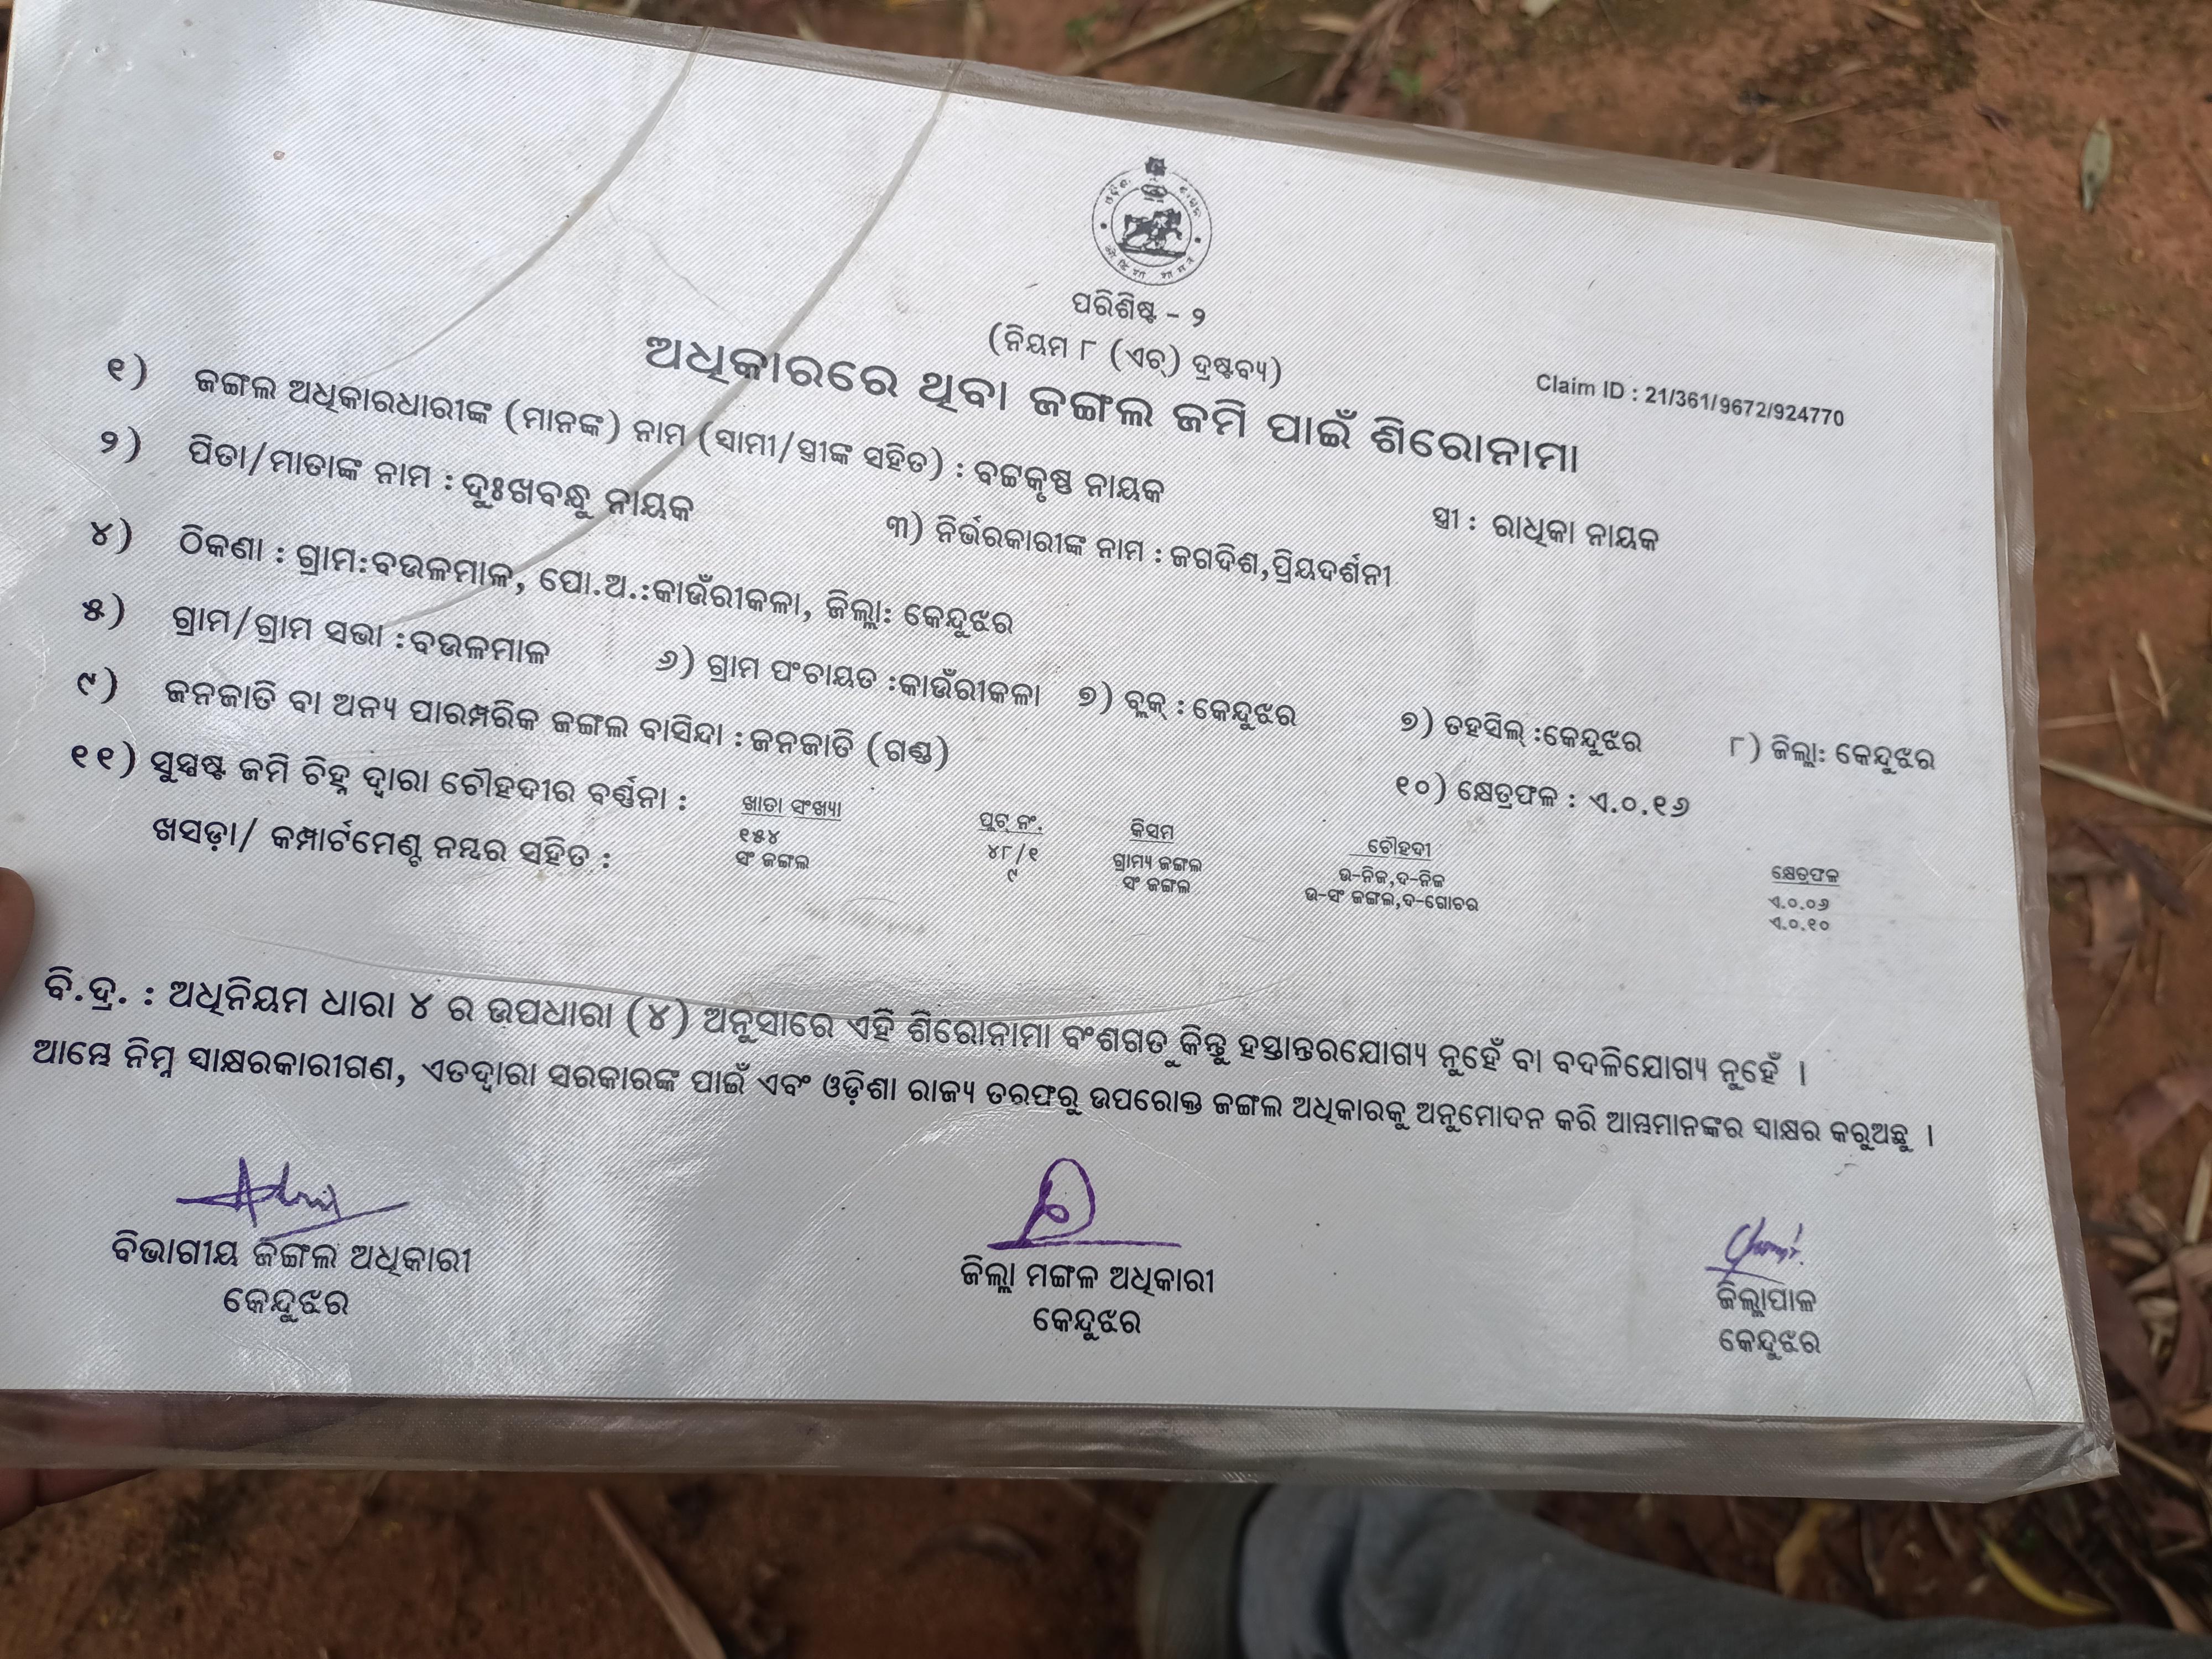 ପରିଶିଷ୍ଟ - ୨
(ନିୟମ ୮ (ଏଚ୍) ଦ୍ରଷ୍ଟବ୍ୟ)
Claim ID : 21/361/9672/924770
ଅଧିକାରରେ ଥିବା ଜଙ୍ଗଲ ଜମି ପାଇଁ ଶିରୋନାମା
୧) ଜଙ୍ଗଲ ଅଧିକାରଧାରୀଙ୍କ (ମାନଙ୍କ) ନାମ (ସାମୀ/ସ୍ତ୍ରୀଙ୍କ ସହିତ) : ବଟ୍ଟକୃଷ୍ଣ ନାୟକ ସ୍ତ୍ରୀ : ରାଧିକା ନାୟକ
୨) ପିତା/ମାତାଙ୍କ ନାମ : ଦୁଃଖବନ୍ଧୁ ନାୟକ ୩) ନିର୍ଭରକାରୀଙ୍କ ନାମ : ଜଗଦିଶ,ପ୍ରିୟଦର୍ଶନୀ
୪) ଠିକଣା : ଗ୍ରାମ:ବଉଳମାଳ, ପୋ.ଅ.:କାଉଁରୀକଳା, ଜିଲ୍ଲା: କେନ୍ଦୁଝର
୫) ଗ୍ରାମ/ଗ୍ରାମ ସଭା :ବଉଳମାଳ ୬) ଗ୍ରାମ ପଂଚାୟତ :କାଉଁରୀକଳା ୭) ବ୍ଲକ୍ : କେନ୍ଦୁଝର ୭) ତହସିଲ୍ :କେନ୍ଦୁଝର ୮) ଜିଲ୍ଲା: କେନ୍ଦୁଝର
୯) ଜନଜାତି ବା ଅନ୍ୟ ପାରମ୍ପରିକ ଜଙ୍ଗଲ ବାସିନ୍ଦା : ଜନଜାତି (ଗଣ୍ଡ) ୧୦) କ୍ଷେତ୍ରଫଳ : ଏ.୦.୧୬
୧୧) ସୁସ୍ପଷ୍ଟ ଜମି ଚିହ୍ନ ଦ୍ୱାରା ଚୌହଦୀର ବର୍ଣ୍ଣନା :
ଖସଡ଼ା/ କମ୍ପାର୍ଟମେଣ୍ଟ ନମ୍ବର ସହିତ :
ଖାତା ସଂଖ୍ୟା ପ୍ଲଟ୍ ନଂ. କିସମ ଚୌହଦୀ କ୍ଷେତ୍ରଫଳ
୧୫୪ ୪୮/୧ ଗ୍ରାମ୍ୟ ଜଙ୍ଗଲ ଉ-ନିଜ,ଦ-ନିଜ ଏ.୦.୦୬
ସଂ ଜଙ୍ଗଲ ୯ ସଂ ଜଙ୍ଗଲ ଉ-ସଂ ଜଙ୍ଗଲ,ଦ-ଗୋଚର ଏ.୦.୧୦
ବି.ଦ୍ର. : ଅଧିନିୟମ ଧାରା ୪ ର ଉପଧାରା (୪) ଅନୁସାରେ ଏହି ଶିରୋନାମା ବଂଶଗତ କିନ୍ତୁ ହସ୍ତାନ୍ତରଯୋଗ୍ୟ ନୁହେଁ ବା ବଦଳିଯୋଗ୍ୟ ନୁହେଁ ।
ଆମ୍ଭେ ନିମ୍ନ ସାକ୍ଷରକାରୀଗଣ, ଏତଦ୍ୱାରା ସରକାରଙ୍କ ପାଇଁ ଏବଂ ଓଡ଼ିଶା ରାଜ୍ୟ ତରଫରୁ ଉପରୋକ୍ତ ଜଙ୍ଗଲ ଅଧିକାରକୁ ଅନୁମୋଦନ କରି ଆମ୍ଭମାନଙ୍କର ସାକ୍ଷର କରୁଅଛୁ ।
ବିଭାଗୀୟ ଜଙ୍ଗଲ ଅଧିକାରୀ ଜିଲ୍ଲା ମଙ୍ଗଳ ଅଧିକାରୀ ଜିଲ୍ଲାପାଳ
କେନ୍ଦୁଝର କେନ୍ଦୁଝର କେନ୍ଦୁଝର